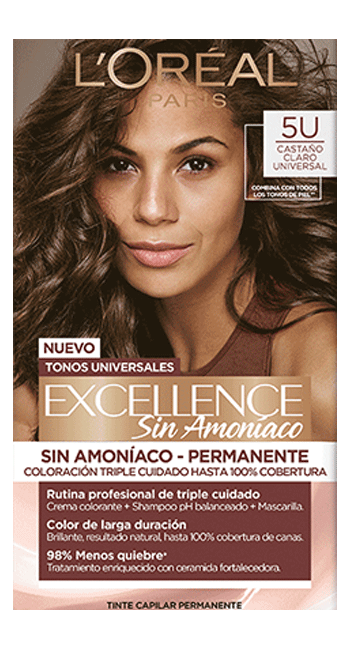 L'ORÉAL
PARIS
5U
CASTAÑO
CLARO
UNIVERSAL
COMBINA CON TODOS
LOS TONOS DE PIEL**
NUEVO
TONOS UNIVERSALES
EXCELLENCE
Sin Amoníaco
SIN AMONÍACO - PERMANENTE
COLORACIÓN TRIPLE CUIDADO HASTA 100% COBERTURA
Rutina profesional de triple cuidado
Crema colorante + Shampoo pH balanceado + Mascarilla.
Color de larga duración
Brillante, resultado natural, hasta 100% cobertura de canas.
98% Menos quiebre*
Tratamiento enriquecido con ceramida fortalecedora.
TINTE CAPILAR PERMANENTE